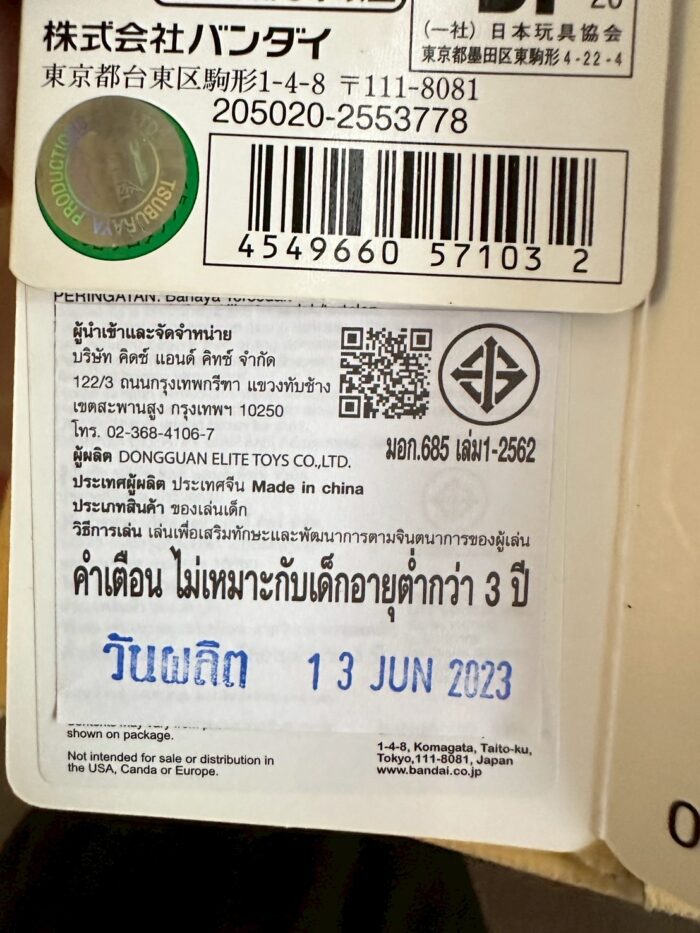 株式会社バンダイ
東京都台東区駒形1-4-8 〒111-8081
(一社) 日本玩具協会
東京都墨田区東駒形4-22-4
205020-2553778
TSUBURAYA PRODUCTIONS LTD
4549660 57103 2
PERINGATAN: Bahaya
ผู้นำเข้าและจัดจำหน่าย
บริษัท คิดซ์ แอนด์ คิทซ์ จำกัด
122/3 ถนนกรุงเทพกรีฑา แขวงทับช้าง
เขตสะพานสูง กรุงเทพฯ 10250
โทร. 02-368-4106-7
มอก.685 เล่ม1-2562
ผู้ผลิต DONGGUAN ELITE TOYS CO.,LTD.
ประเทศผู้ผลิต ประเทศจีน Made in china
ประเภทสินค้า ของเล่นเด็ก
วิธีการเล่น เล่นเพื่อเสริมทักษะและพัฒนาการตามจินตนาการของผู้เล่น
คำเตือน ไม่เหมาะกับเด็กอายุต่ำกว่า 3 ปี
วันผลิต 13 JUN 2023
shown on package.
Not intended for sale or distribution in
the USA, Canda or Europe.
1-4-8, Komagata, Taito-ku,
Tokyo,111-8081, Japan
www.bandai.co.jp